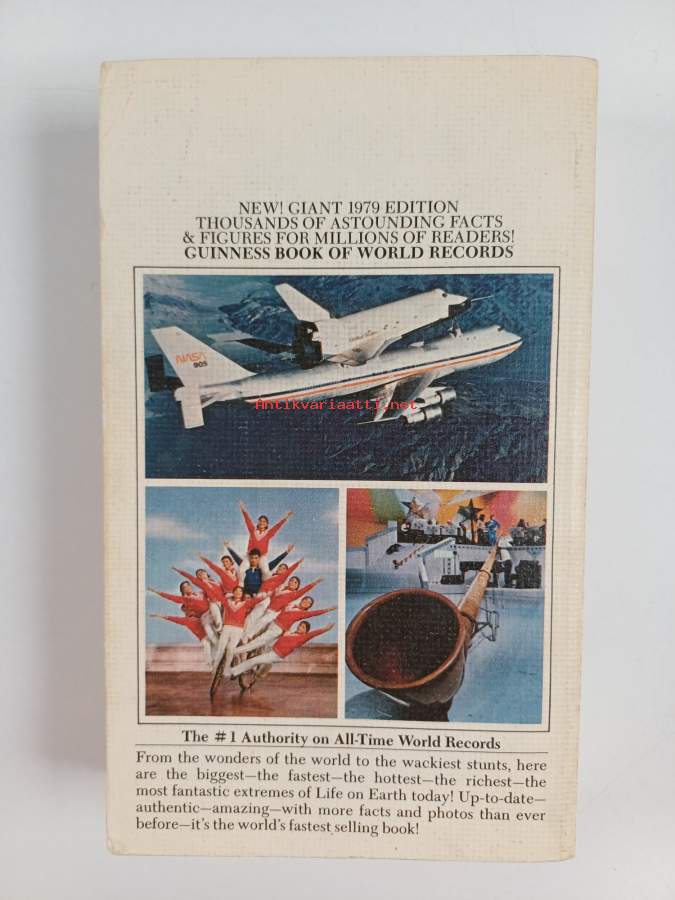 NEW! GIANT 1979 EDITION
THOUSANDS OF ASTOUNDING FACTS
& FIGURES FOR MILLIONS OF READERS!
GUINNESS BOOK OF WORLD RECORDS
NASA
905
Antikvariaatti.net
The #1 Authority on All-Time World Records
From the wonders of the world to the wackiest stunts, here
are the biggest—the fastest—the hottest—the richest—the
most fantastic extremes of Life on Earth today! Up-to-date—
authentic—amazing—with more facts and photos than ever
before—it's the world's fastest selling book!